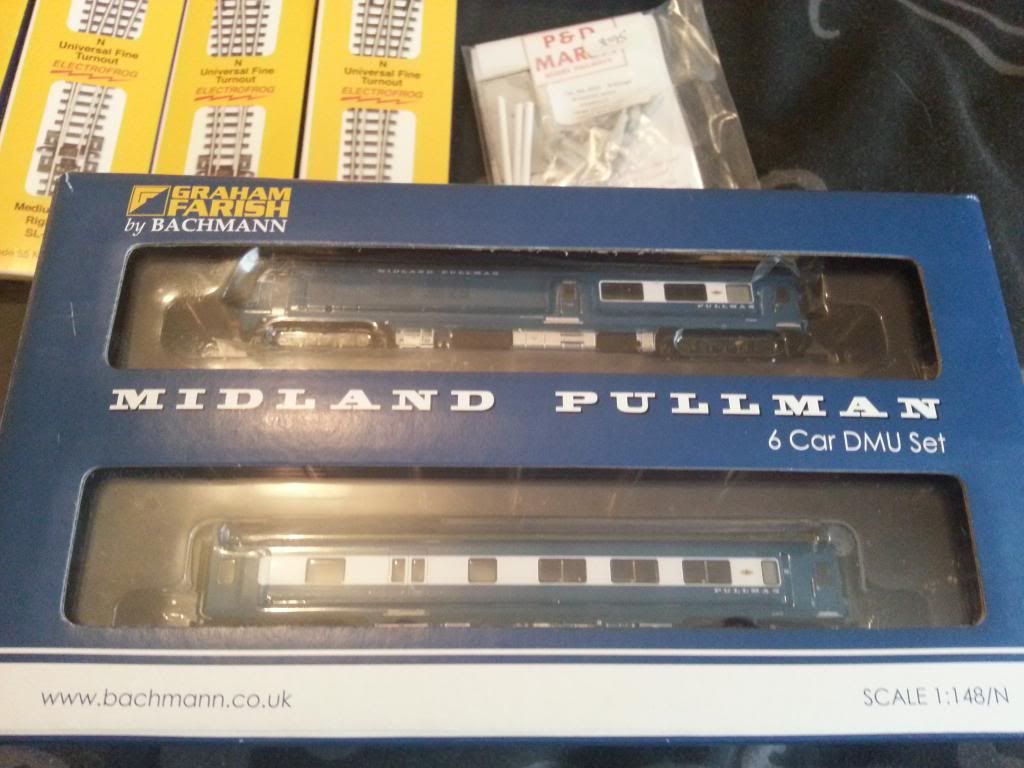 N
Universal Fine
Turnout
ELECTROFROG
N
Universal Fine
Turnout
ELECTROFROG
N
Universal Fine
Turnout
ELECTROFROG
P&D
MAR
GRAHAM
FARISH
by BACHMANN
MIDLAND PULLMAN
PULLMAN
MIDLAND PULLMAN
6 Car DMU Set
PULLMAN
www.bachmann.co.uk
SCALE 1:148/N